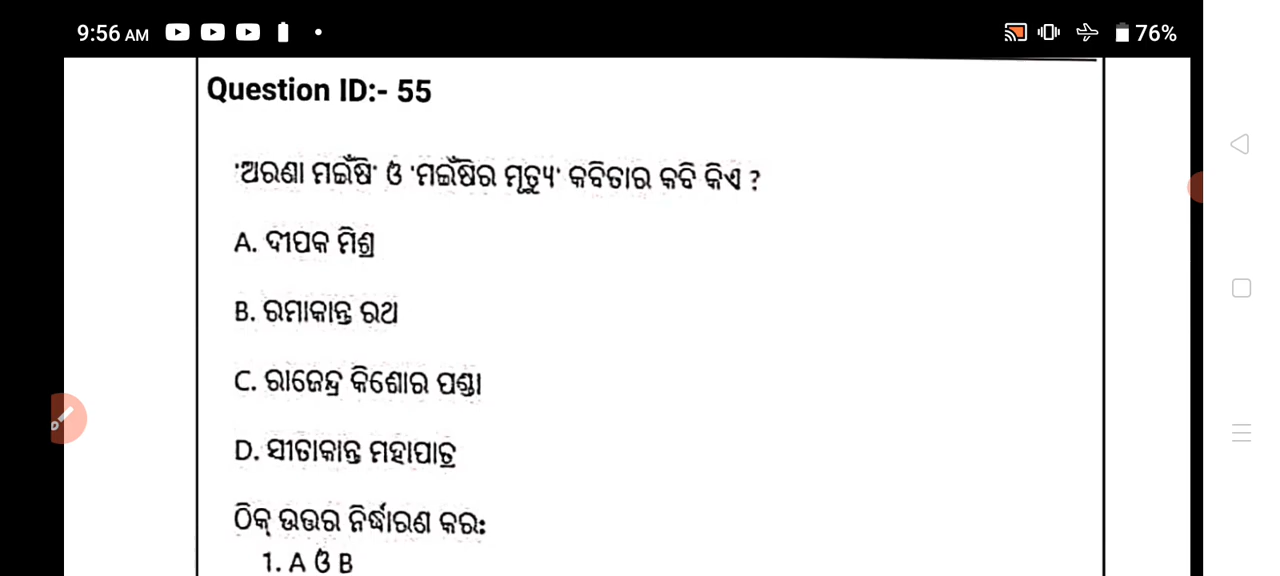 9:56 AM
76%
Question ID:- 55
'ଅରଣା ମଇଁଷି' ଓ 'ମଇଁଷିର ମୃତ୍ୟୁ' କବିତାର କବି କିଏ ?
A. ଦୀପକ ମିଶ୍ର
B. ରମାକାନ୍ତ ରଥ
C. ରାଜେନ୍ଦ୍ର କିଶୋର ପଣ୍ଡା
D. ସୀତାକାନ୍ତ ମହାପାତ୍ର
ଠିକ୍ ଉତ୍ତର ନିର୍ଦ୍ଧାରଣ କର:
1. A ଓ B